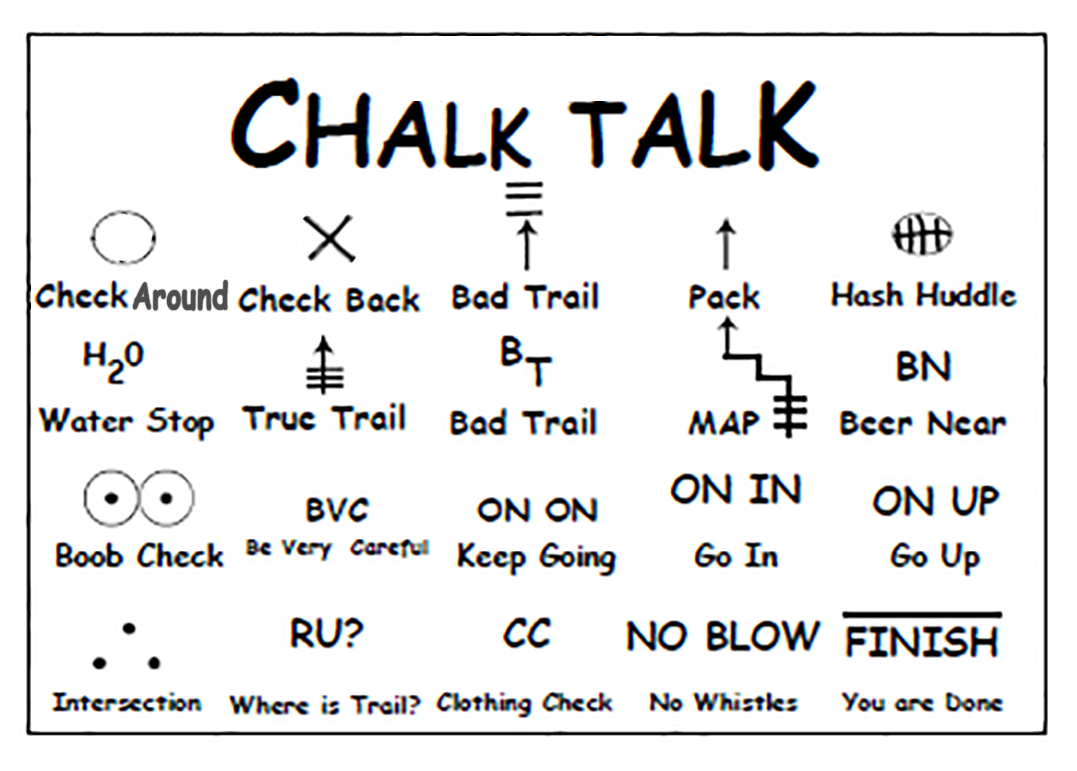 CHALK TALK
Check Around
Check Back
Bad Trail
Pack
Hash Huddle
H2O
BT
BN
Water Stop
True Trail
Bad Trail
MAP
Beer Near
BVC
ON ON
ON IN
ON UP
Boob Check
Be Very Careful
Keep Going
Go In
Go Up
RU?
CC
NO BLOW
FINISH
Intersection
Where is Trail?
Clothing Check
No Whistles
You are Done